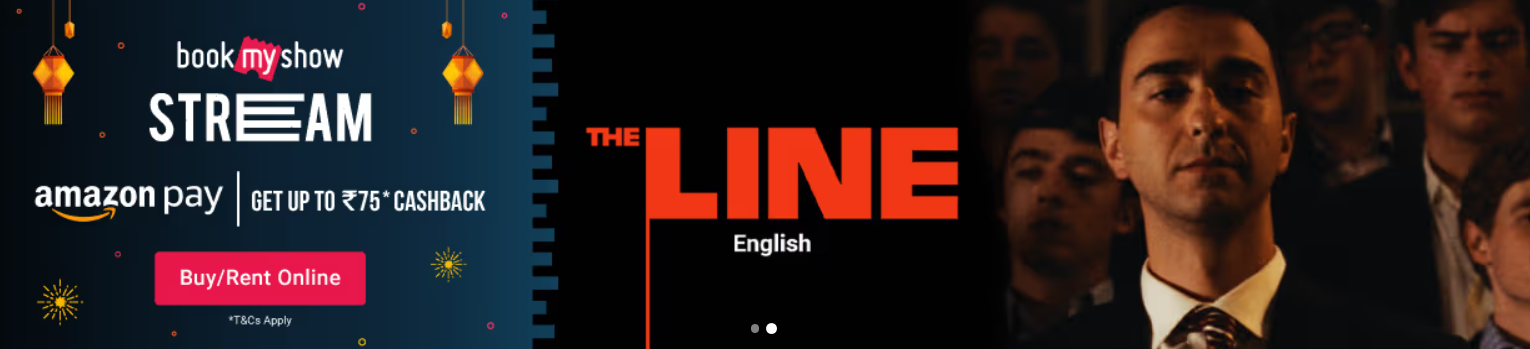 book my show
STREAM
amazon pay | GET UP TO ₹75* CASHBACK
Buy/Rent Online
*T&Cs Apply
THE LINE
English